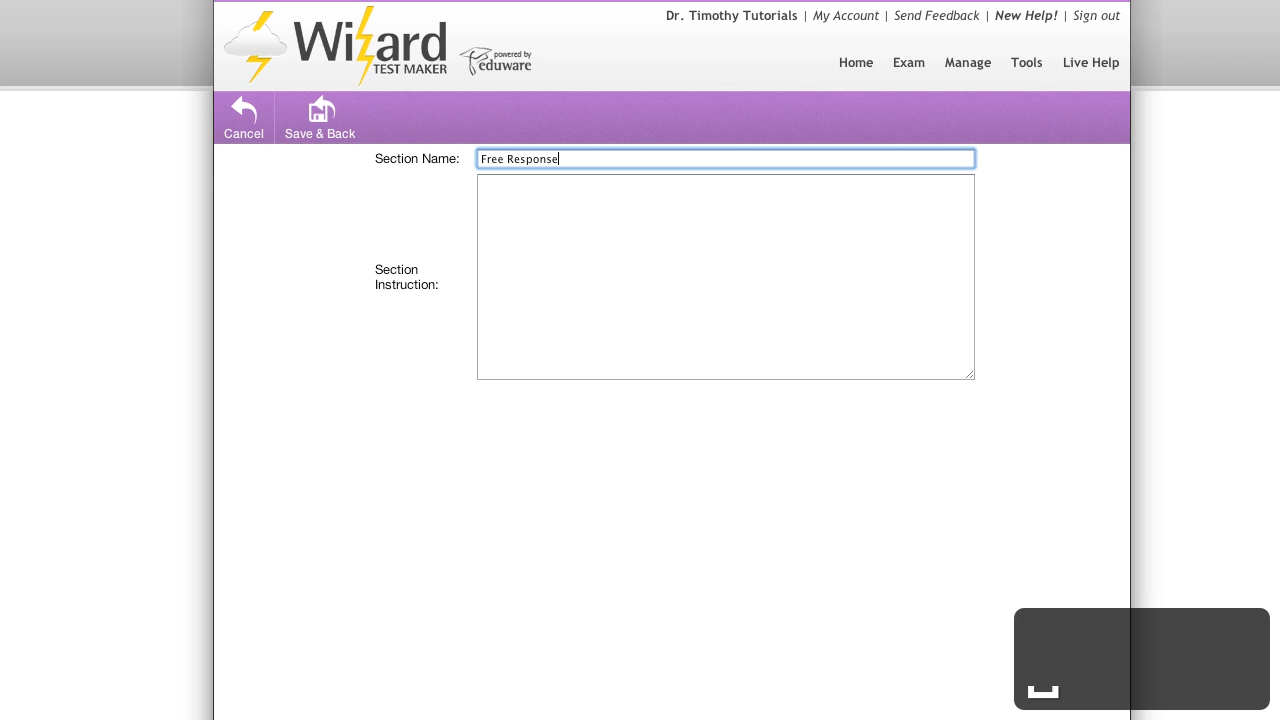 Dr. Timothy Tutorials | My Account | Send Feedback | New Help! | Sign out
Wizard
TEST MAKER
powered by
eduware
Home Exam Manage Tools Live Help
Cancel Save & Back
Section Name: Free Response
Section
Instruction: